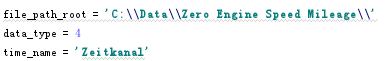 file_path_root = 'C:\\Data\\Zero Engine Speed Mileage\\'
data_type = 4
time_name = 'Zeitkanal'